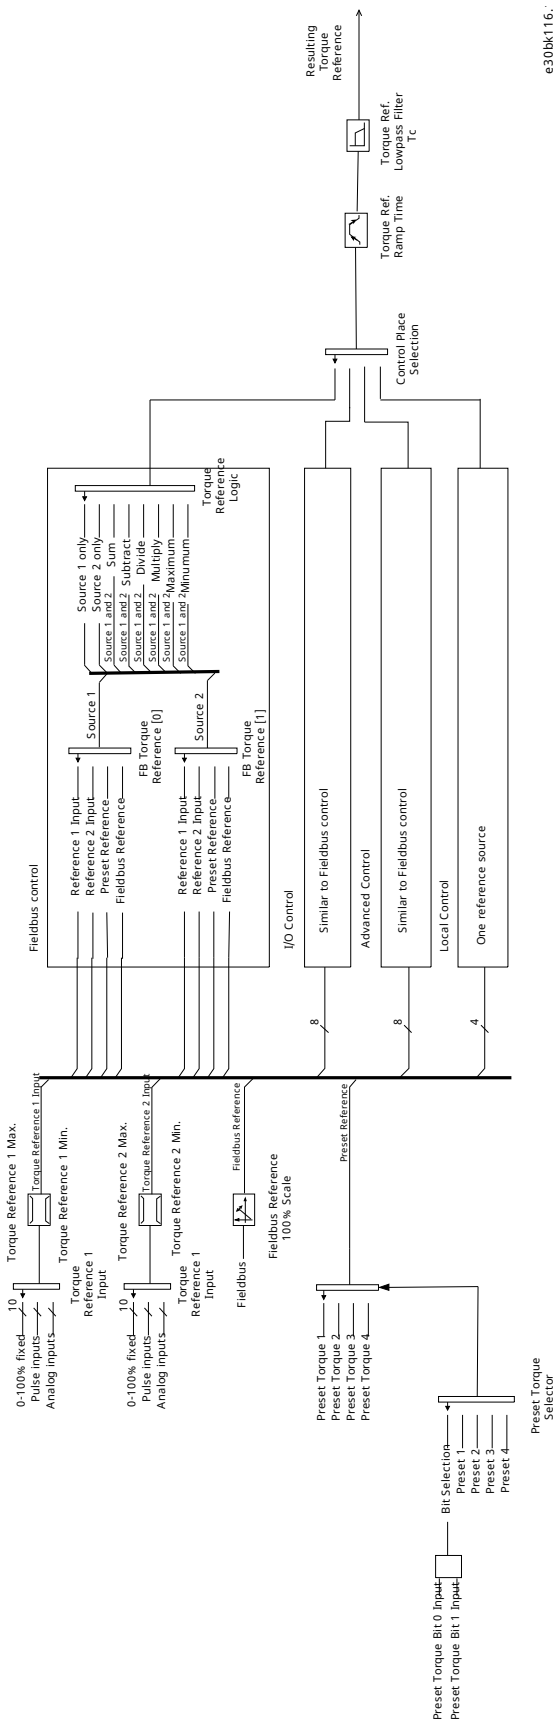 0-100% fixed
Pulse inputs
Analog inputs
10
Torque
Reference 1
Input
Torque Reference 1 Max.
Torque Reference 1 Min.
Torque Reference 1 Input
0-100% fixed
Pulse inputs
Analog inputs
10
Torque
Reference 1
Input
Torque Reference 2 Max.
Torque Reference 2 Min.
Torque Reference 2 Input
Fieldbus
Fieldbus Reference
100% Scale
Fieldbus Reference
Preset Torque 1
Preset Torque 2
Preset Torque 3
Preset Torque 4
Preset Reference
Preset Torque Bit 0 Input
Preset Torque Bit 1 Input
Bit Selection
Preset 1
Preset 2
Preset 3
Preset 4
Preset Torque
Selector
Fieldbus control
Reference 1 Input
Reference 2 Input
Preset Reference
Fieldbus Reference
FB Torque
Reference [0]
Source 1
Reference 1 Input
Reference 2 Input
Preset Reference
Fieldbus Reference
FB Torque
Reference [1]
Source 2
Source 1 only
Source 2 only
Source 1 and 2 Sum
Source 1 and 2 Subtract
Source 1 and 2 Divide
Source 1 and 2 Multiply
Source 1 and 2 Maximum
Source 1 and 2 Minumum
Torque
Reference
Logic
I/O Control
8
Similar to Fieldbus control
Advanced Control
8
Similar to Fieldbus control
Local Control
4
One reference source
Control Place
Selection
Torque Ref.
Ramp Time
Torque Ref.
Lowpass Filter
Tc
Resulting
Torque
Reference
e30bk116.